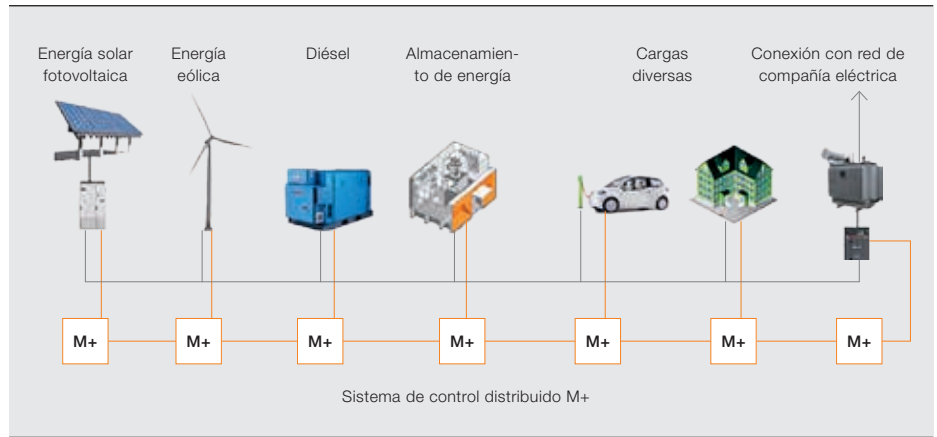 Energía solar
fotovoltaica
Energía
eólica
Diésel
Almacenamien-
to de energía
Cargas
diversas
Conexión con red de
compañía eléctrica
M+
M+
M+
M+
M+
M+
M+
Sistema de control distribuido M+